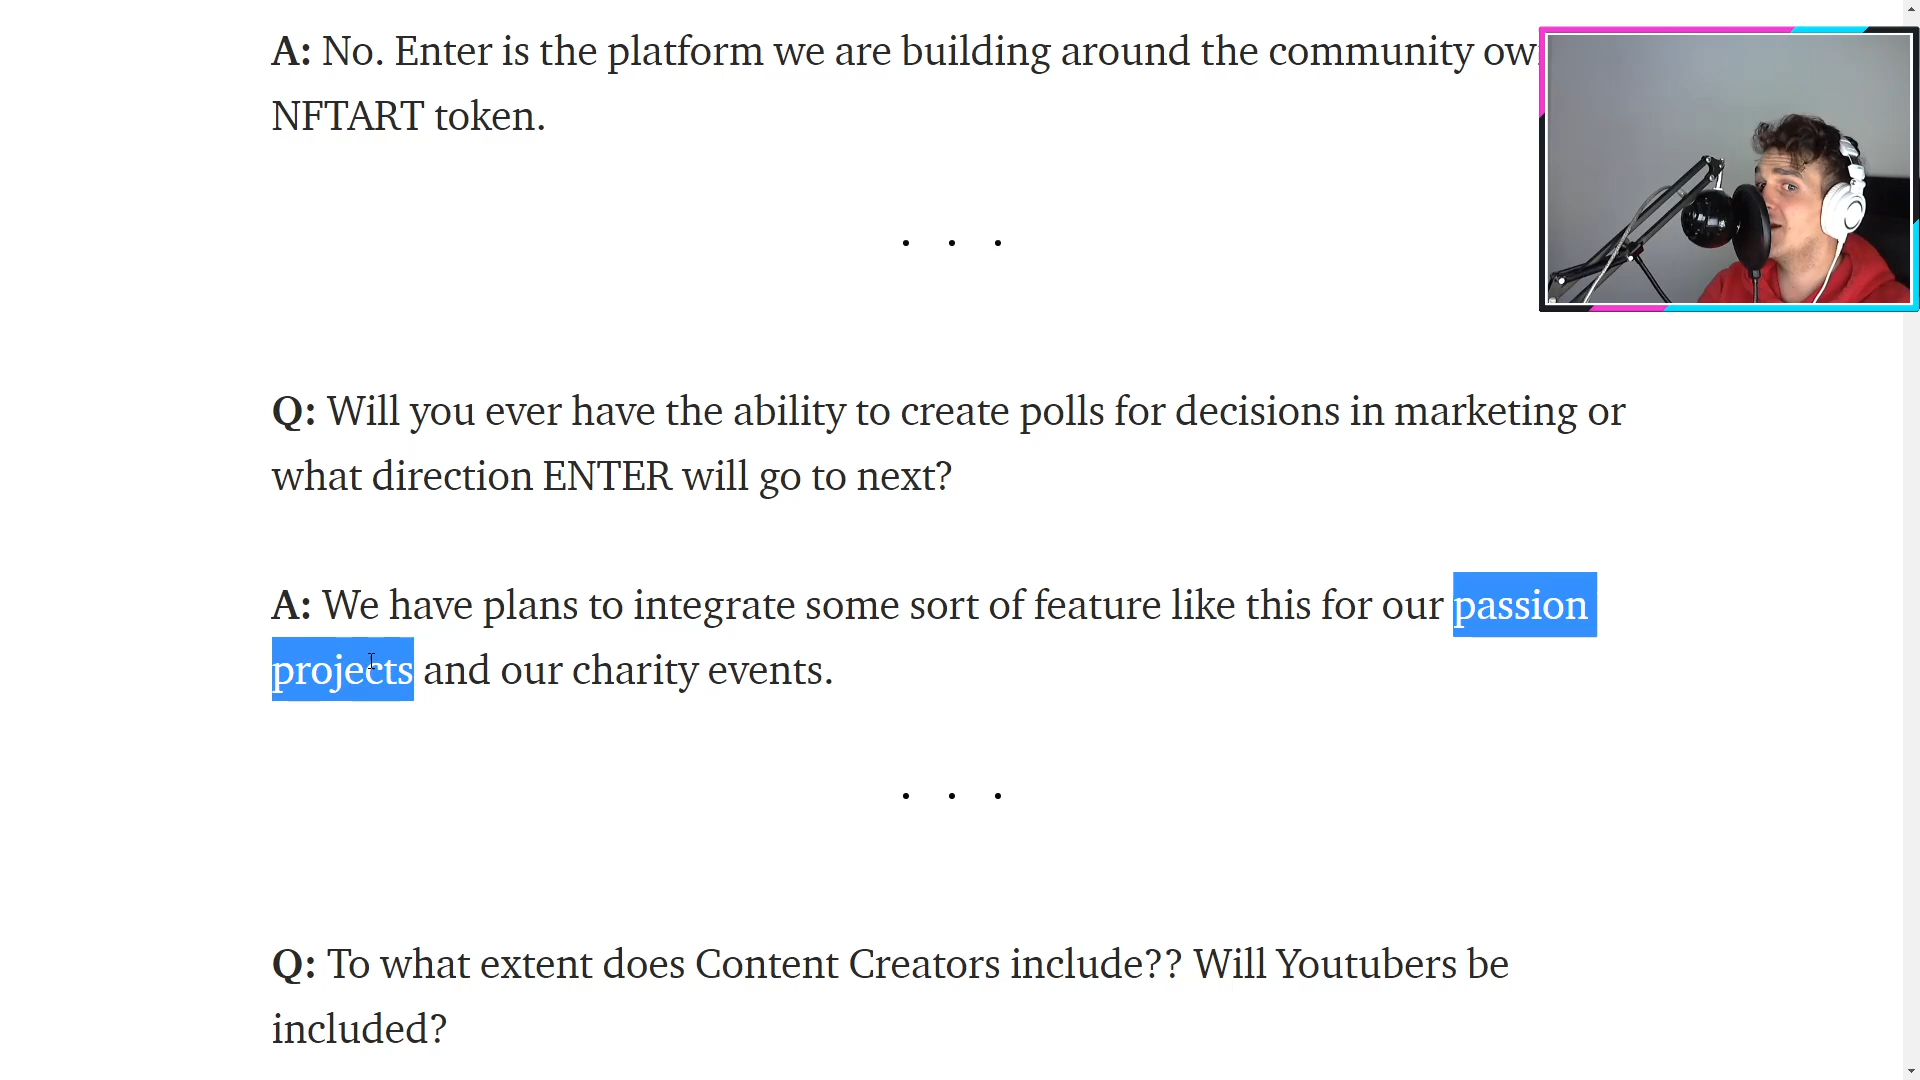 A: No. Enter is the platform we are building around the community
NFTART token.
Q: Will you ever have the ability to create polls for decisions in marketing or
what direction ENTER will go to next?
A: We have plans to integrate some sort of feature like this for our passion
projects and our charity events.
Q: To what extent does Content Creators include?? Will Youtubers be
included?